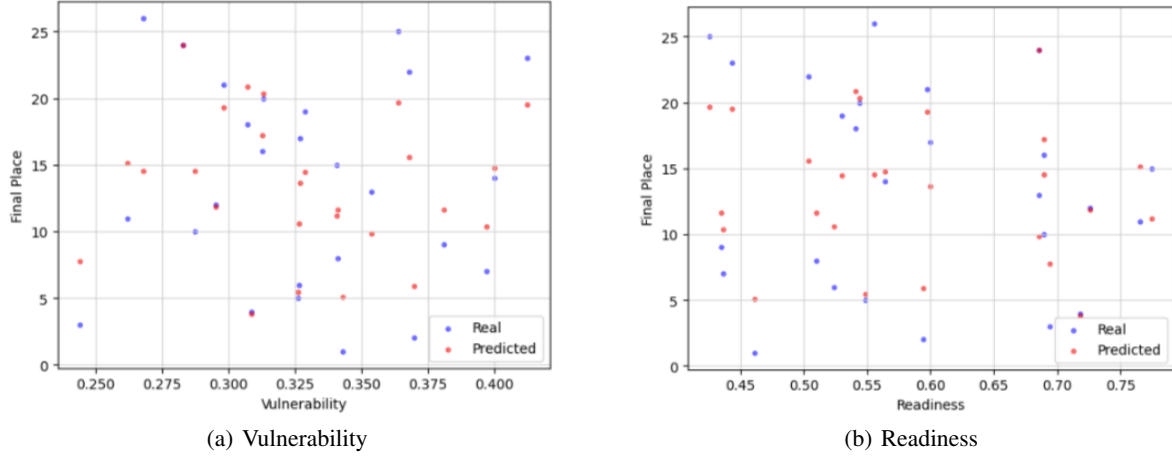 25
20
15
10
5
0
Final Place
0.250 0.275 0.300 0.325 0.350 0.375 0.400
Vulnerability
Real
Predicted
(a) Vulnerability
25
20
15
10
5
0
Final Place
0.45 0.50 0.55 0.60 0.65 0.70 0.75
Readiness
Real
Predicted
(b) Readiness